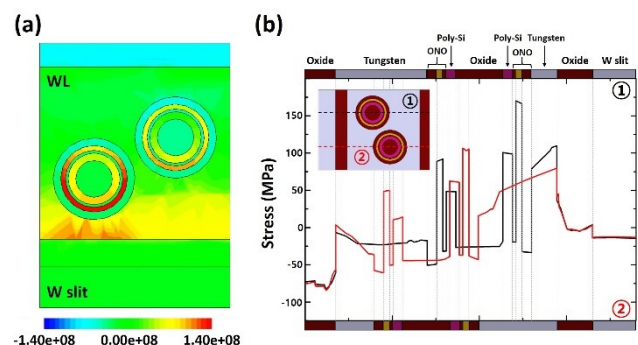 (a)
WL
W slit
-1.40e+08 0.00e+08 1.40e+08
(b)
Poly-Si Poly-Si Tungsten
ONO ONO
Oxide Tungsten Oxide Oxide W slit
①
150
100
50
0
-50
-100
Stress (MPa)
①
②
②